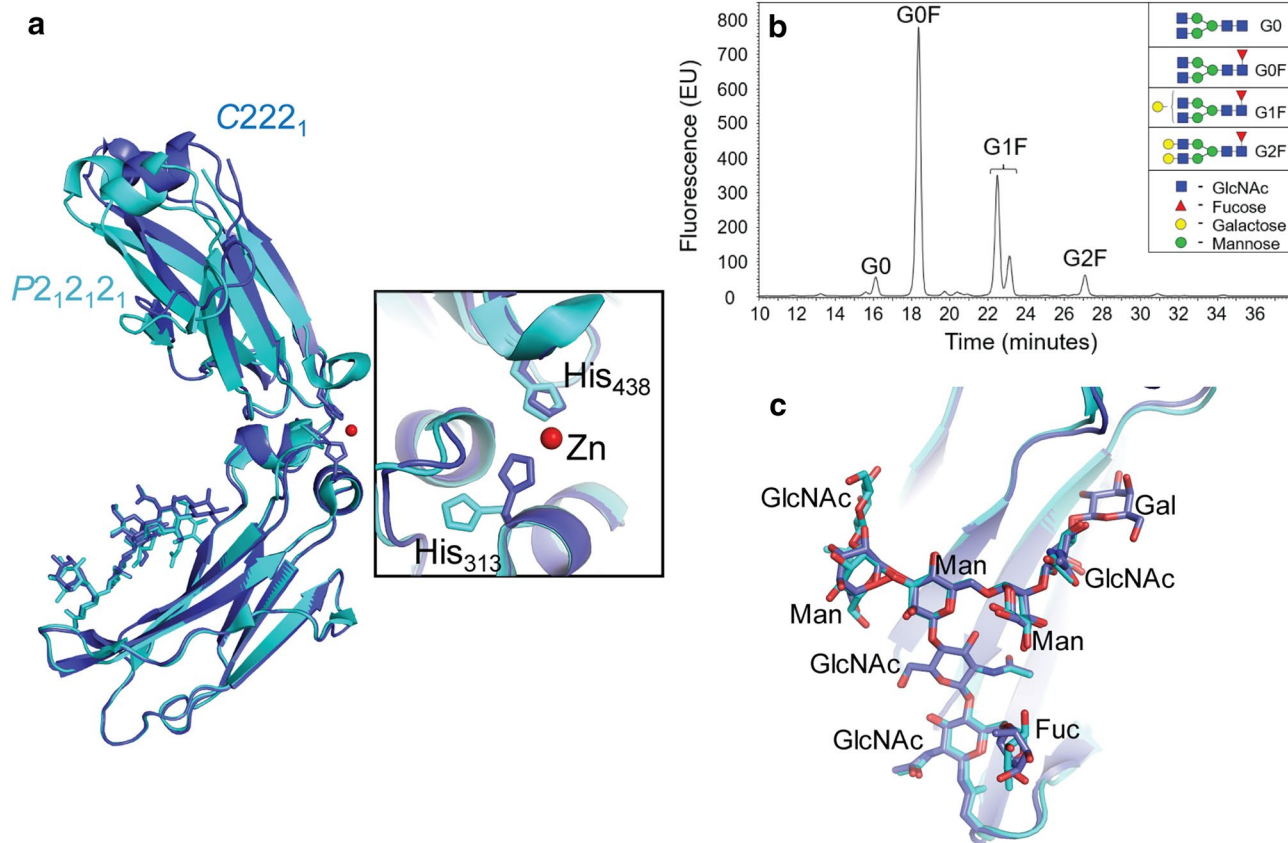 a
C222₁
P2₁2₁2₁
His₄₃₈
Zn
His₃₁₃
b
Fluorescence (EU)
800
700
600
500
400
300
200
100
0
G0
G0F
G1F
G2F
10 12 14 16 18 20 22 24 26 28 30 32 34 36
Time (minutes)
G0
G0F
G1F
G2F
- GlcNAc
- Fucose
- Galactose
- Mannose
c
GlcNAc
Gal
Man
GlcNAc
Man
Man
GlcNAc
GlcNAc
Fuc